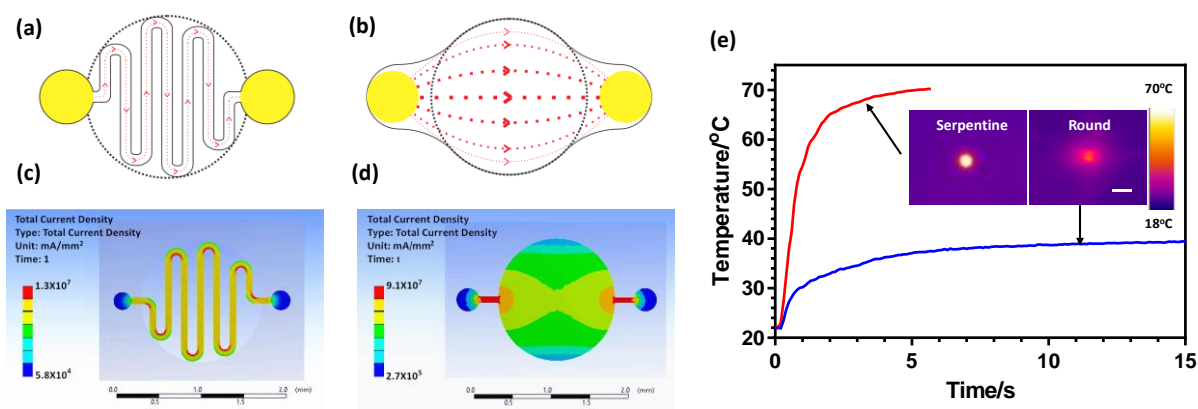 (a)
(b)
(c)
Total Current Density
Type: Total Current Density
Unit: mA/mm²
Time: 1
1.3X10⁷
5.8X10⁴
0.0
1.0
2.0
(mm)
0.5
1.5
(d)
Total Current Density
Type: Total Current Density
Unit: mA/mm²
Time: 1
9.1X10⁷
2.7X10⁵
0.0
1.0
2.0
(mm)
0.5
1.5
(e)
Temperature/°C
80
70
60
50
40
30
20
Serpentine
Round
70°C
18°C
0
5
10
15
Time/s